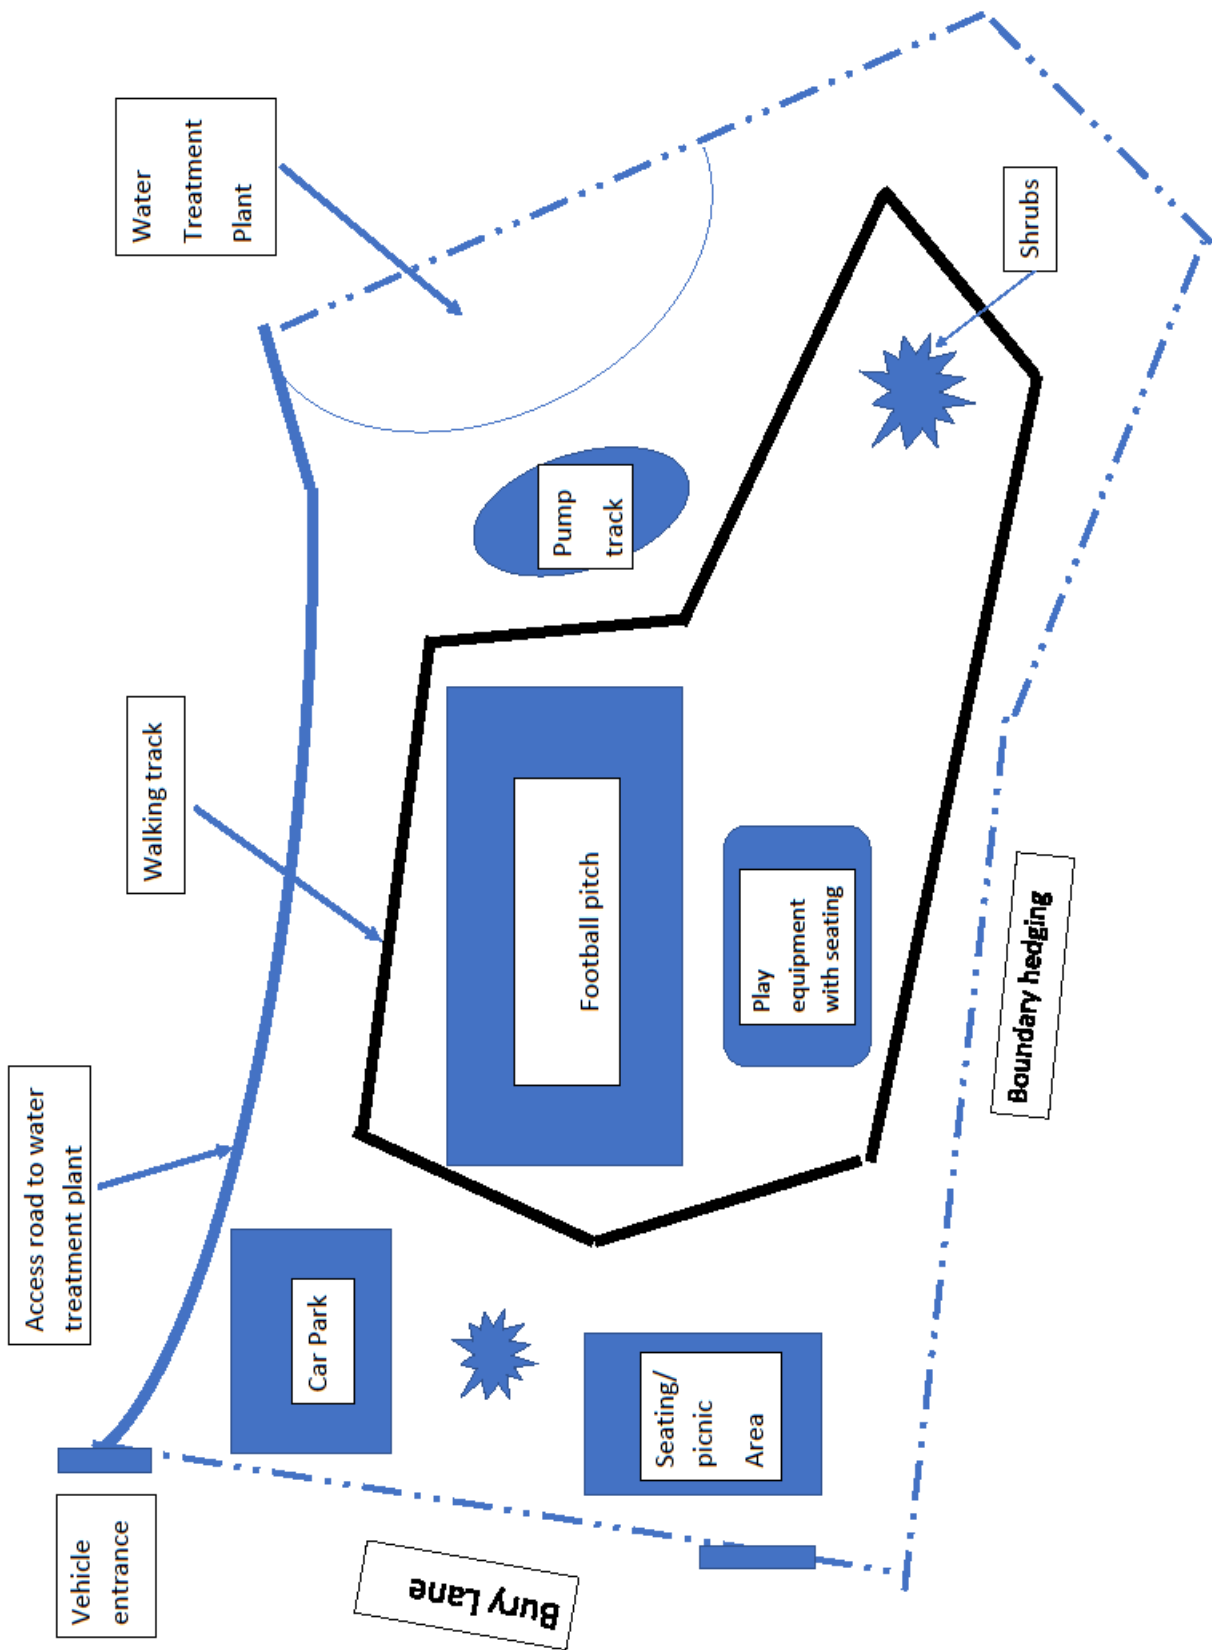 Vehicle
entrance
Access road to water
treatment plant
Walking track
Water
Treatment
Plant
Car Park
Football pitch
Pump
track
Seating/
picnic
Area
Play
equipment
with seating
Shrubs
Bury Lane
Boundary hedging